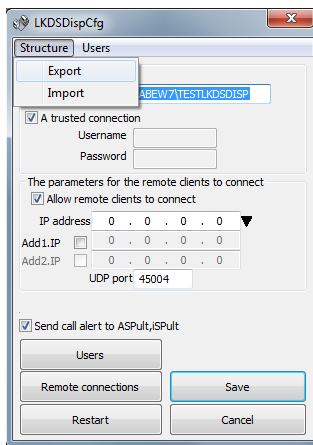 LKDSDispCfg
Structure Users
Export
Import
ABEW7\TESTLKDSDISP
A trusted connection
Username
Password
The parameters for the remote clients to connect
Allow remote clients to connect
IP address 0 . 0 . 0 . 0
Add1.IP 0 . 0 . 0 . 0
Add2.IP 0 . 0 . 0 . 0
UDP port 45004
Send call alert to ASPult,iSPult
Users
Remote connections Save
Restart Cancel